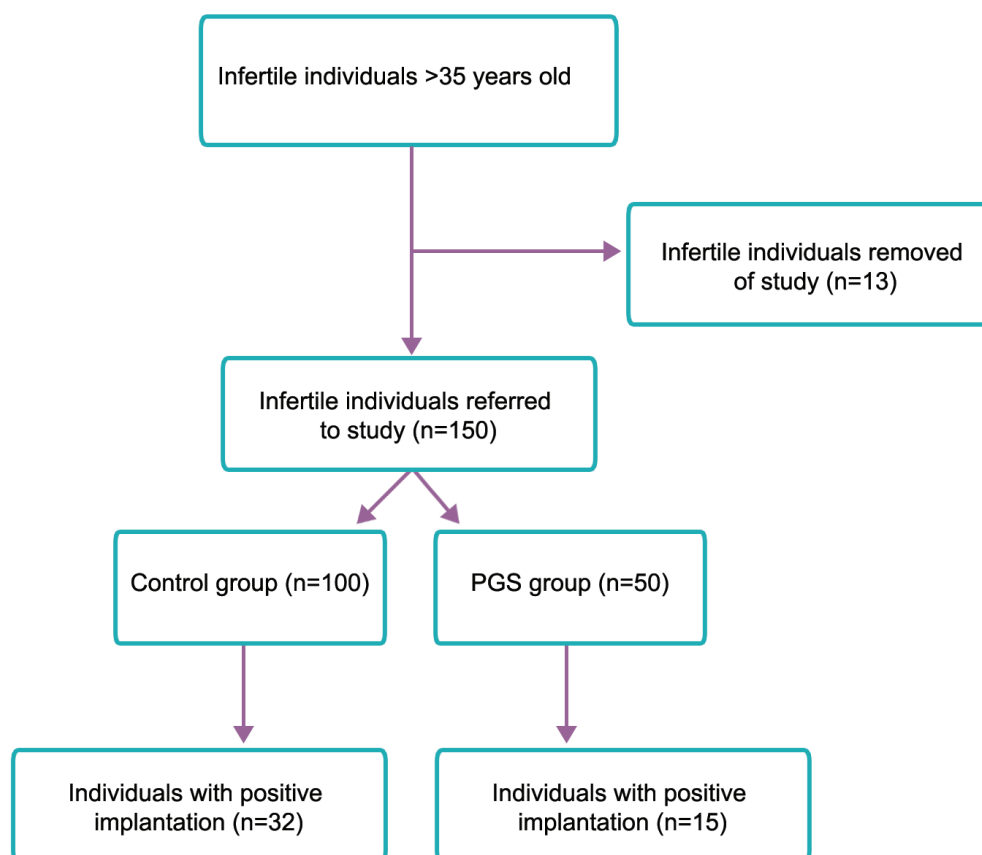 Infertile individuals >35 years old
Infertile individuals removed
of study (n=13)
Infertile individuals referred
to study (n=150)
Control group (n=100)
PGS group (n=50)
Individuals with positive
implantation (n=32)
Individuals with positive
implantation (n=15)